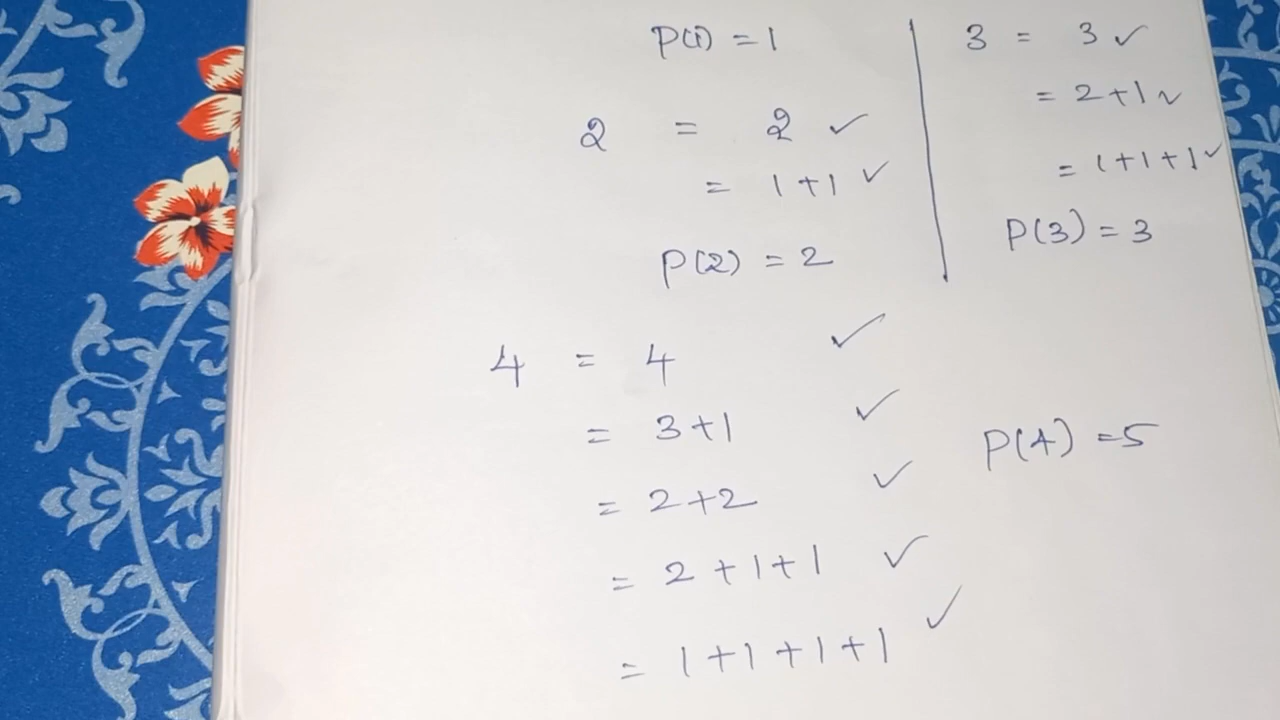 P(1) = 1
2 = 2 ✓
= 1+1 ✓
P(2) = 2
3 = 3 ✓
= 2+1 ✓
= 1+1+1 ✓
P(3) = 3
4 = 4 ✓
= 3+1 ✓
= 2+2 ✓
= 2+1+1 ✓
= 1+1+1+1 ✓
P(4) = 5